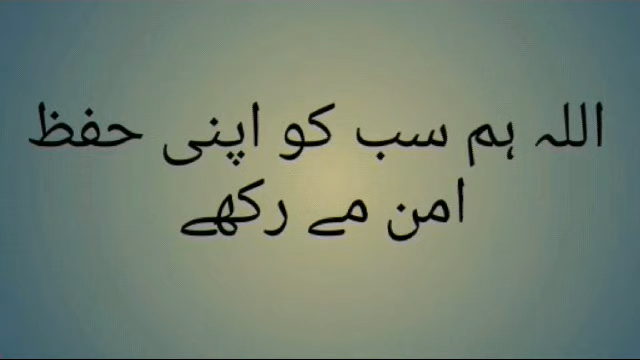 اللہ ہم سب کو اپنی حفظ
امن مے رکھے